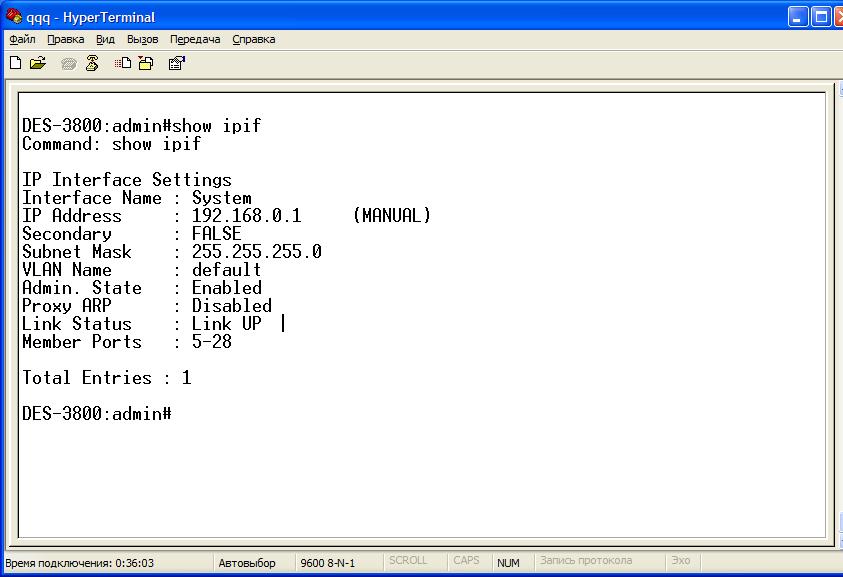 qqq - HyperTerminal
Файл Правка Вид Вызов Передача Справка
DES-3800:admin#show ipif
Command: show ipif
IP Interface Settings
Interface Name : System
IP Address : 192.168.0.1 (MANUAL)
Secondary : FALSE
Subnet Mask : 255.255.255.0
VLAN Name : default
Admin. State : Enabled
Proxy ARP : Disabled
Link Status : Link UP
Member Ports : 5-28
Total Entries : 1
DES-3800:admin#
Время подключения: 0:36:03 Автовыбор 9600 8-N-1 SCROLL CAPS NUM Запись протокола Эхо